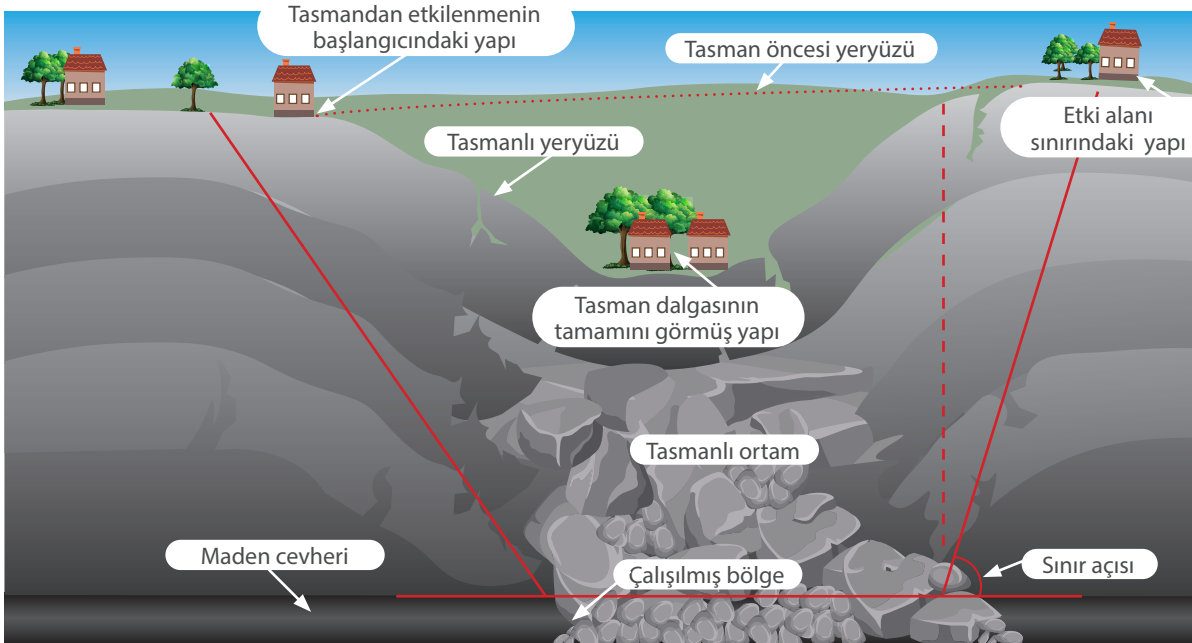 Tasmandan etkilenmenin
başlangıcındaki yapı
Tasman öncesi yeryüzü
Etki alanı
sınırındaki yapı
Tasmanlı yeryüzü
Tasman dalgasının
tamamını görmüş yapı
Tasmanlı ortam
Maden cevheri
Çalışılmış bölge
Sınır açısı